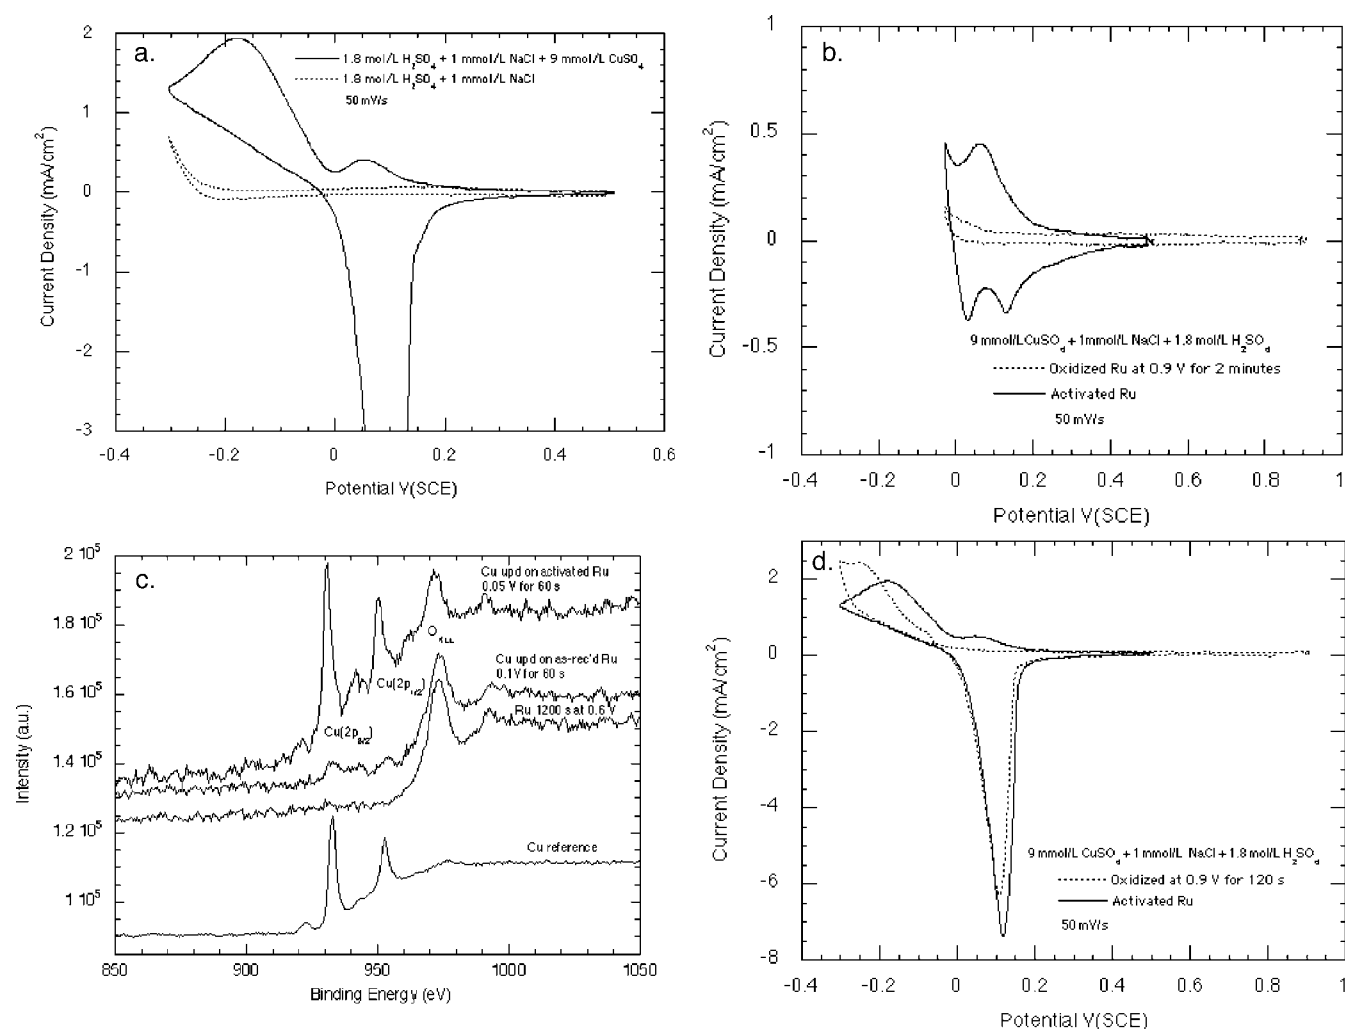 a.
1.8 mol/L H2SO4 + 1 mmol/L NaCl + 9 mmol/L CuSO4
1.8 mol/L H2SO4 + 1 mmol/L NaCl
50 mV/s
2
1
0
-1
-2
-3
Current Density (mA/cm2)
-0.4
-0.2
0
0.2
0.4
0.6
Potential V(SCE)
b.
1
0.5
0
-0.5
-1
Current Density (mA/cm2)
9 mmol/L CuSOd + 1mmol/L NaCl + 1.8 mol/L H2SOd
Oxidized Ru at 0.9 V for 2 minutes
Activated Ru
50 mV/s
-0.4
-0.2
0
0.2
0.4
0.6
0.8
1
Potential V(SCE)
c.
2 10^5
1.8 10^5
1.6 10^5
1.4 10^5
1.2 10^5
1 10^5
Intensity (a.u.)
Cu upd on activated Ru
0.05 V for 60 s
O KLL
Cu upd on as-rec'd Ru
0.1V for 60 s
Cu(2p1/2)
Ru 1200 s at 0.6 V
Cu(2p3/2)
Cu reference
850
900
950
1000
1050
Binding Energy (eV)
d.
2
0
-2
-4
-6
-8
Current Density (mA/cm2)
9 mmol/L CuSOd + 1 mmol/L NaCl + 1.8 mol/L H2SOd
Oxidized at 0.9 V for 120 s
Activated Ru
50 mV/s
-0.4
-0.2
0
0.2
0.4
0.6
0.8
1
Potential V(SCE)